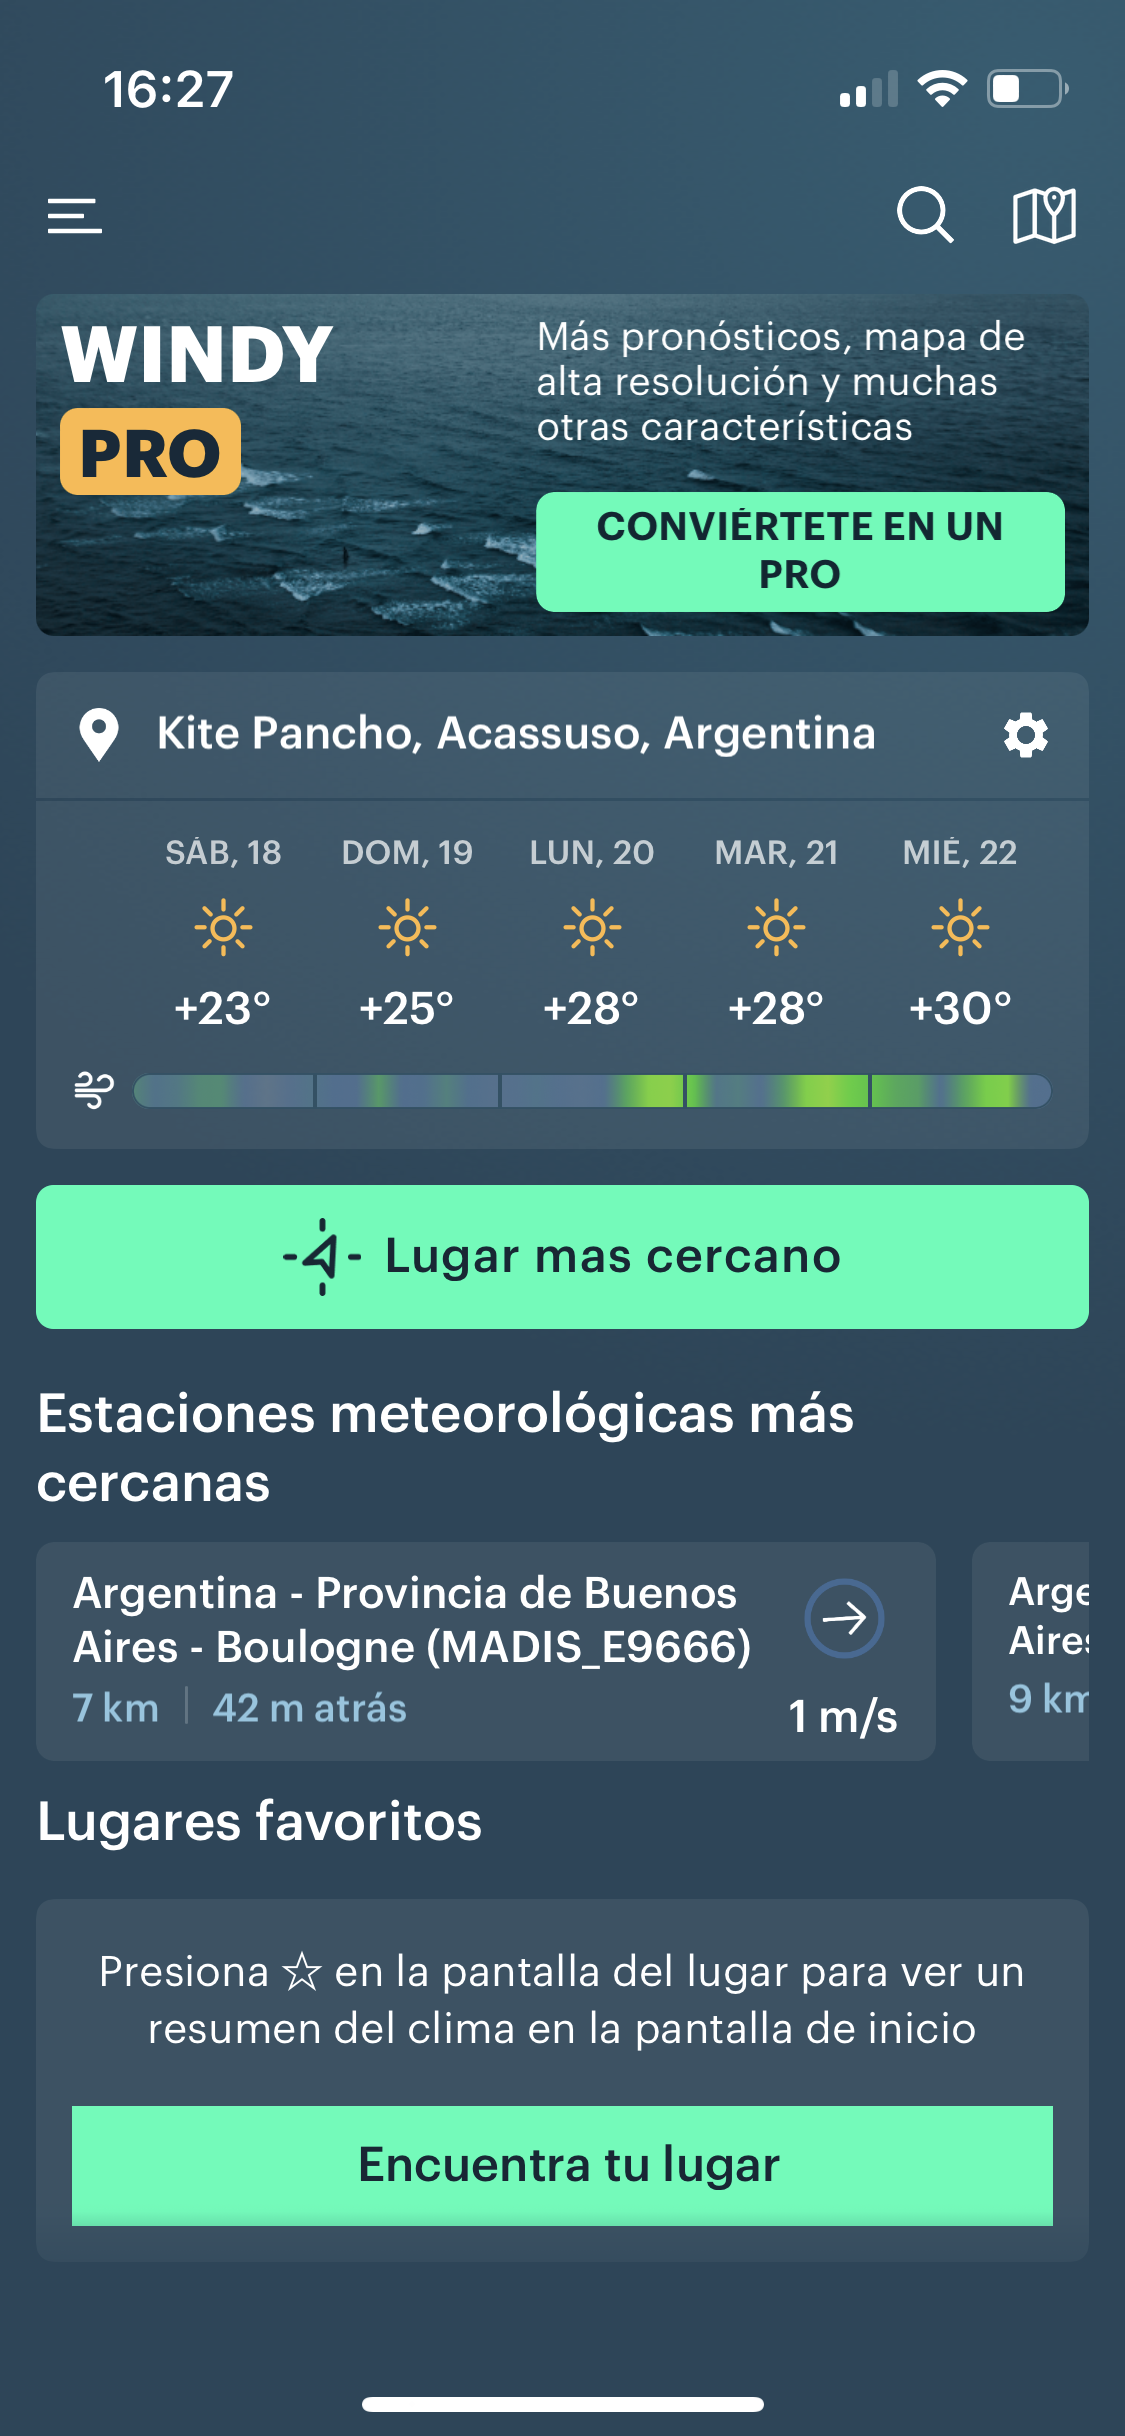 16:27
WINDY
PRO
Más pronósticos, mapa de
alta resolución y muchas
otras características
CONVIÉRTETE EN UN
PRO
Kite Pancho, Acassuso, Argentina
SÁB, 18 DOM, 19 LUN, 20 MAR, 21 MIÉ, 22
+23° +25° +28° +28° +30°
Lugar mas cercano
Estaciones meteorológicas más
cercanas
Argentina - Provincia de Buenos
Aires - Boulogne (MADIS_E9666)
7 km | 42 m atrás
1 m/s
Arge
Aires
9 km
Lugares favoritos
Presiona ☆ en la pantalla del lugar para ver un
resumen del clima en la pantalla de inicio
Encuentra tu lugar